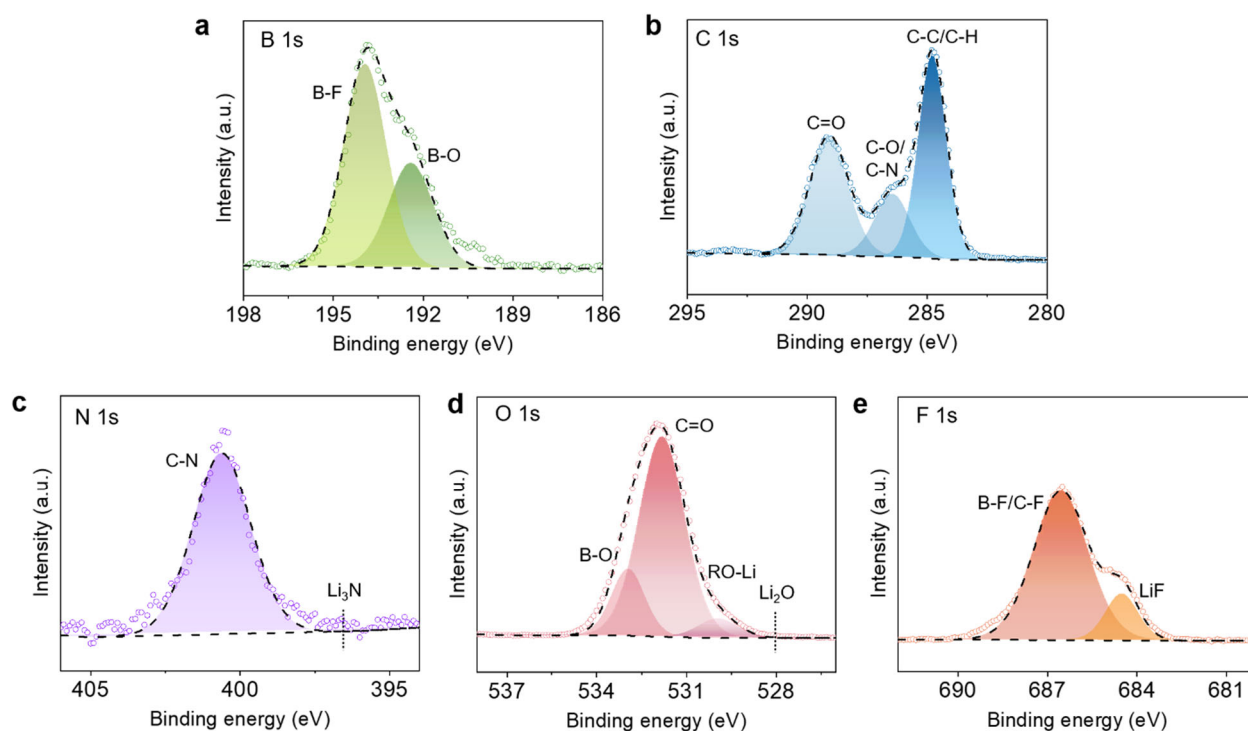 a
B 1s
B-F
B-O
Intensity (a.u.)
198 195 192 189 186
Binding energy (eV)
b
C 1s
C-C/C-H
C=O
C-O/
C-N
Intensity (a.u.)
295 290 285 280
Binding energy (eV)
c
N 1s
C-N
Li₃N
Intensity (a.u.)
405 400 395
Binding energy (eV)
d
O 1s
C=O
B-O
RO-Li
Li₂O
Intensity (a.u.)
537 534 531 528
Binding energy (eV)
e
F 1s
B-F/C-F
LiF
Intensity (a.u.)
690 687 684 681
Binding energy (eV)